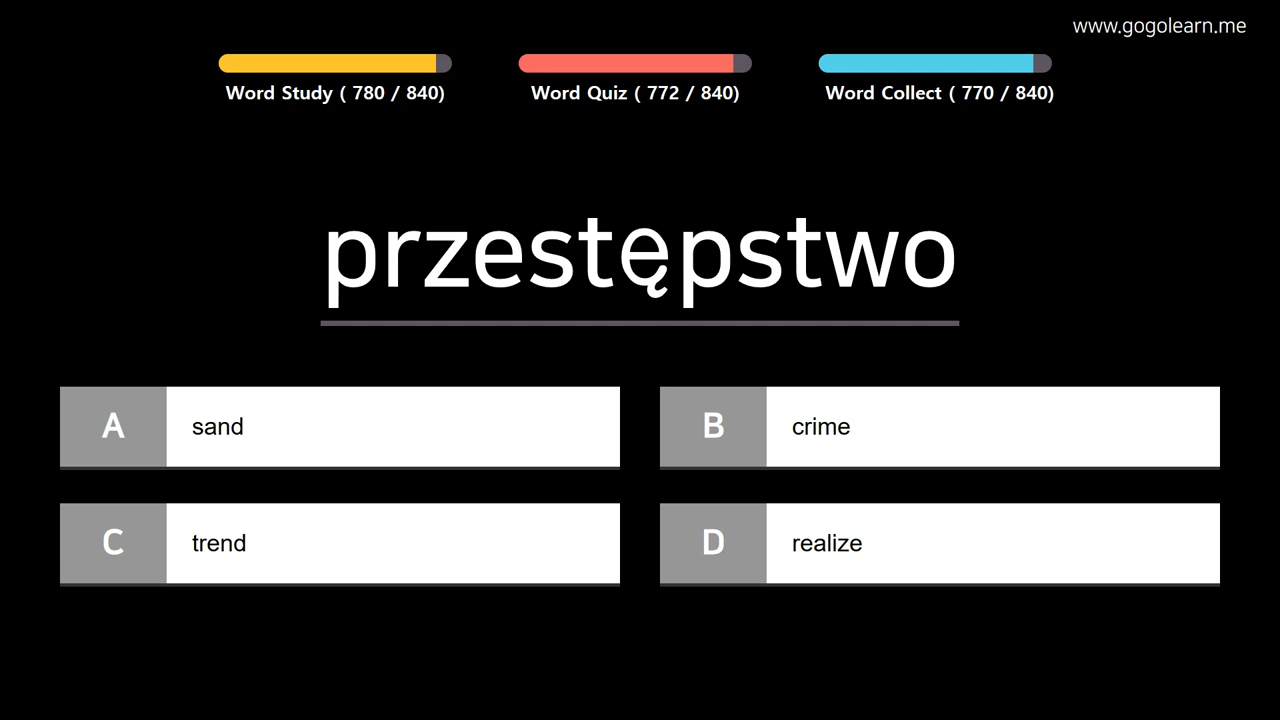 www.gogolearn.me
Word Study ( 780 / 840)
Word Quiz ( 772 / 840)
Word Collect ( 770 / 840)
przestępstwo
A sand
B crime
C trend
D realize